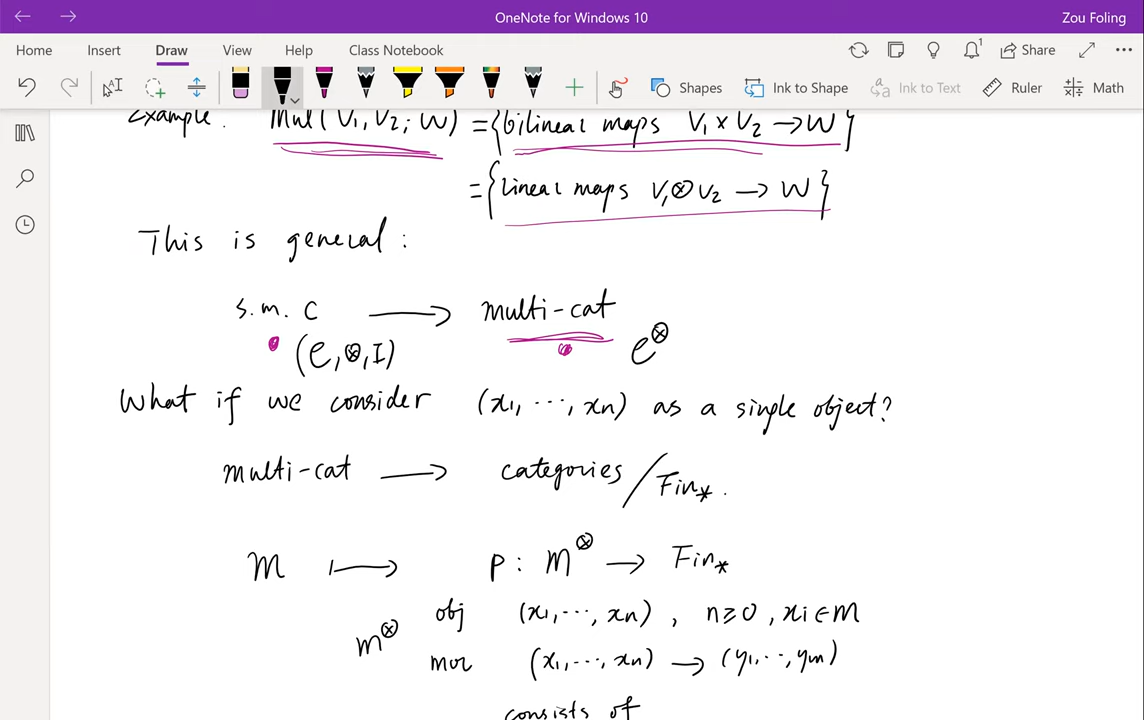 OneNote for Windows 10
Zou Foling
Home Insert Draw View Help Class Notebook
Share
Shapes Ink to Shape Ink to Text Ruler Math
Example. Mul(V₁, V₂; W) = {bilinear maps V₁ × V₂ → W}
= {linear maps V₁⊗V₂ → W}
This is general:
s.m. C → multi-cat
(C, ⊗, I) C^⊗
What if we consider (x₁, ⋯, xn) as a single object?
multi-cat → categories / Fin*.
M ↦ P: M^⊗ → Fin*
obj (x₁, ⋯, xn), n≥0, xi ∈ M
M^⊗
mor (x₁, ⋯, xn) → (y₁, ⋯, ym)
consists of